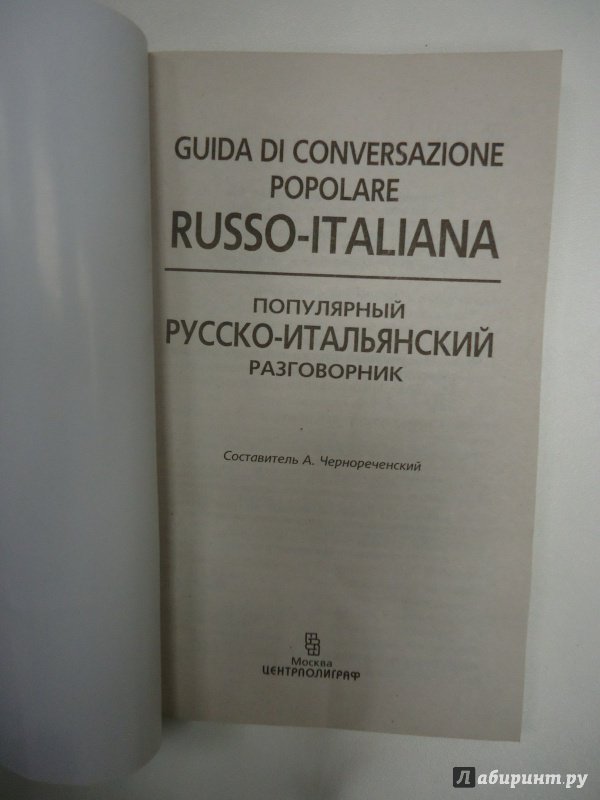 GUIDA DI CONVERSAZIONE
POPOLARE
RUSSO-ITALIANA
ПОПУЛЯРНЫЙ
РУССКО-ИТАЛЬЯНСКИЙ
РАЗГОВОРНИК
Составитель А. Чернореченский
Москва
ЦЕНТРПОЛИГРАФ
Лабиринт.ру